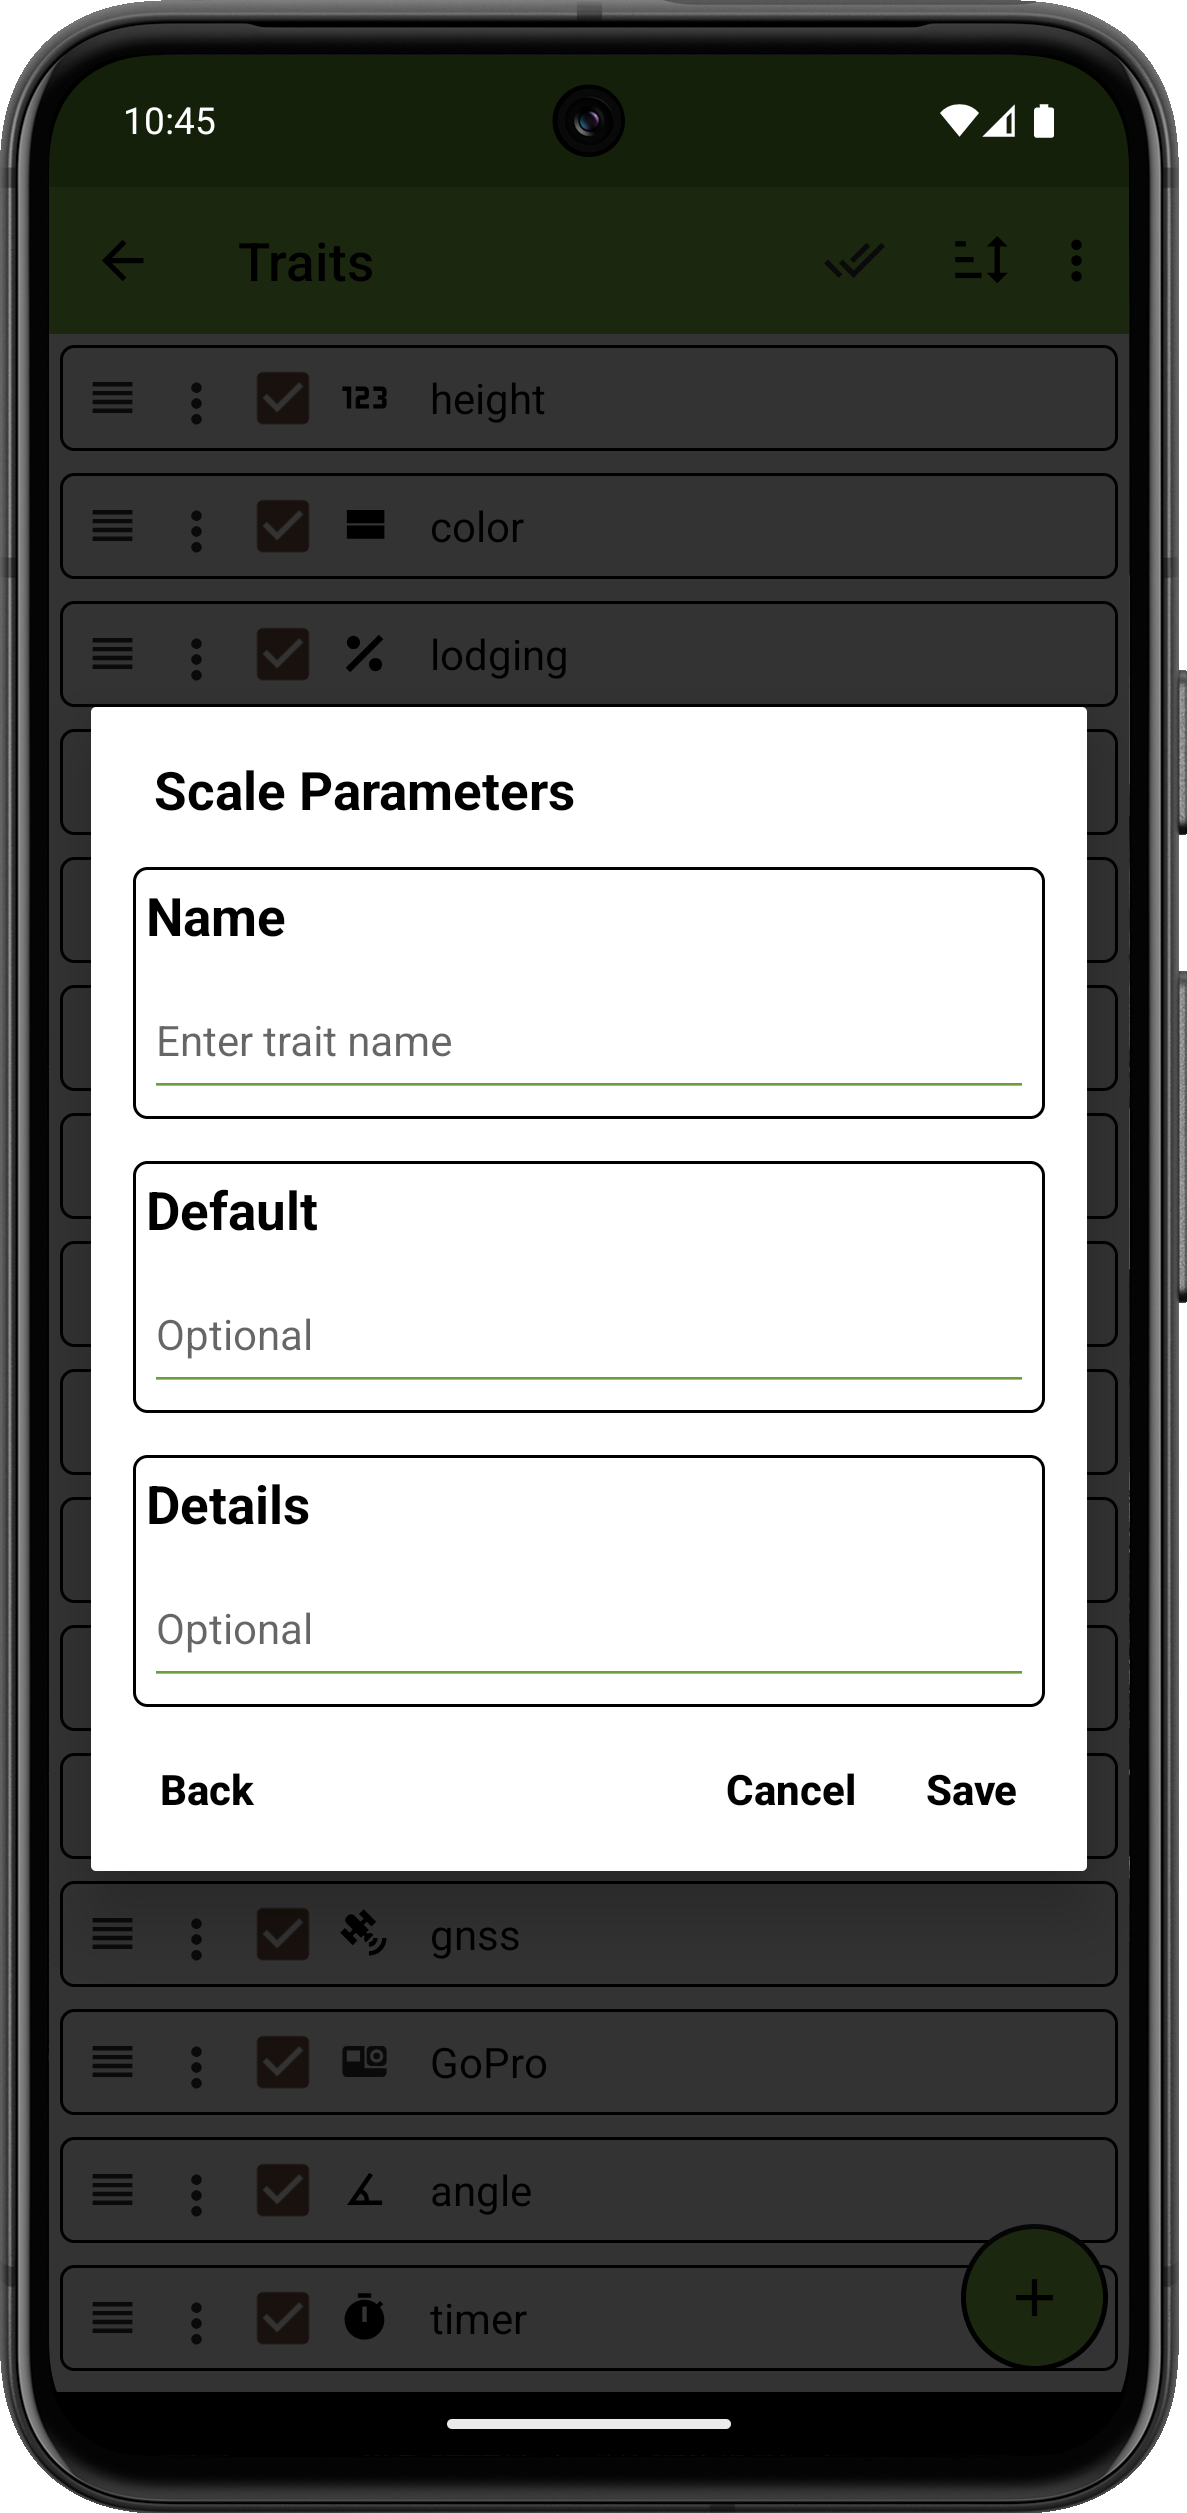 10:45
Traits
123 height
color
lodging
Scale Parameters
Name
Enter trait name
Default
Optional
Details
Optional
Back Cancel Save
gnss
GoPro
angle
timer